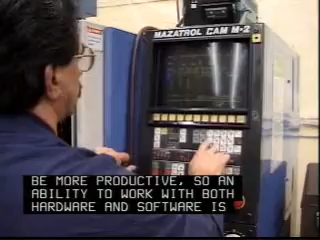 MAZATROL CAM M-2
BE MORE PRODUCTIVE, SO AN
ABILITY TO WORK WITH BOTH
HARDWARE AND SOFTWARE IS